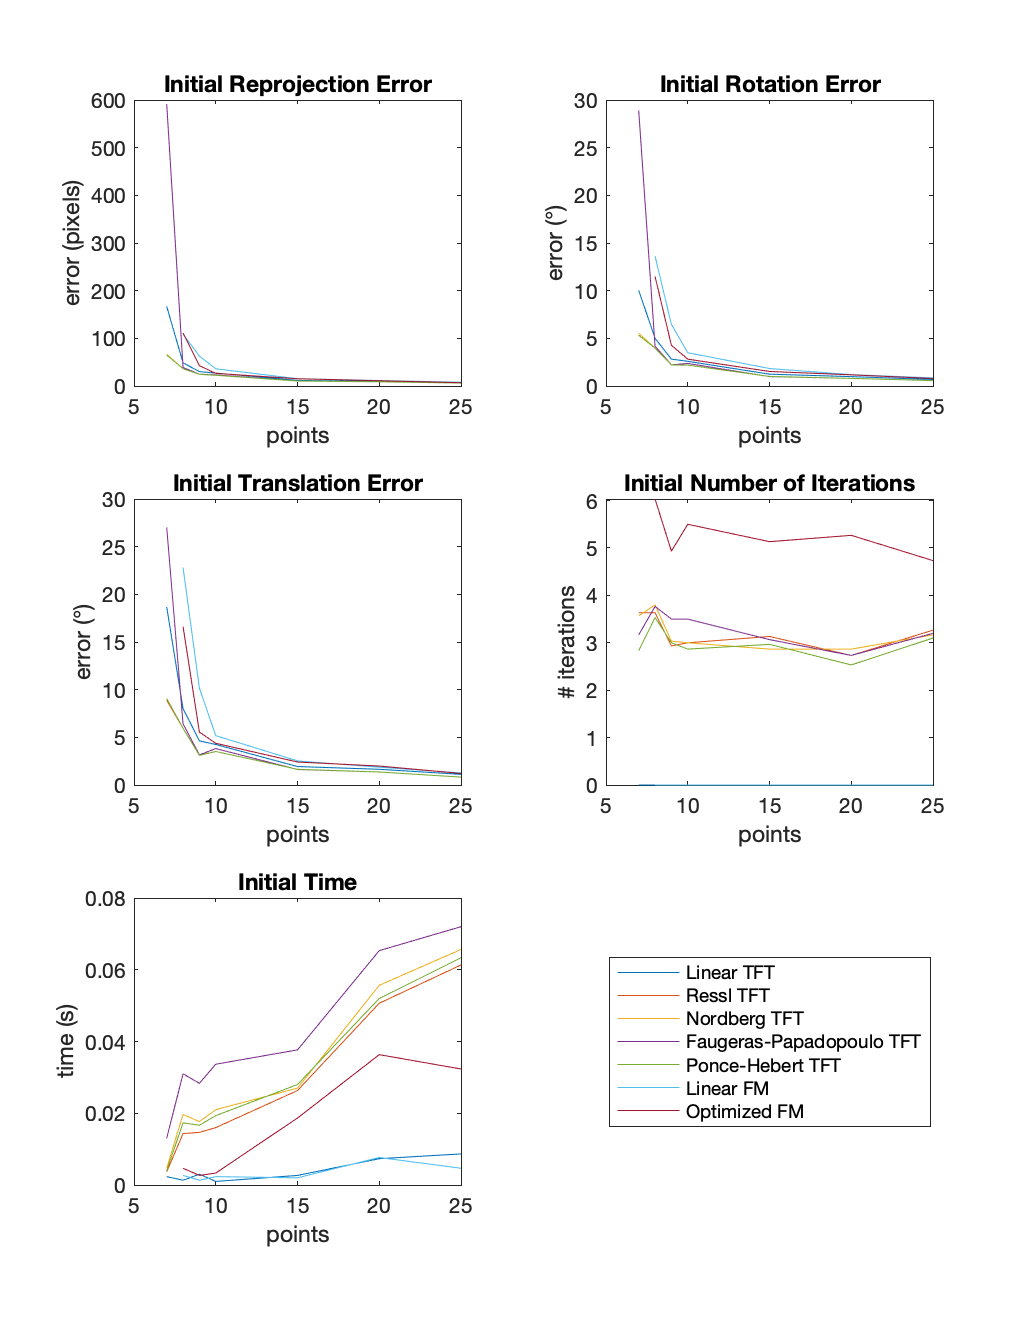 Initial Reprojection Error
600
500
400
300
200
100
0
error (pixels)
5 10 15 20 25
points
Initial Rotation Error
30
25
20
15
10
5
0
error (°)
5 10 15 20 25
points
Initial Translation Error
30
25
20
15
10
5
0
error (°)
5 10 15 20 25
points
Initial Number of Iterations
6
5
4
3
2
1
0
# iterations
5 10 15 20 25
points
Initial Time
0.08
0.06
0.04
0.02
0
time (s)
5 10 15 20 25
points
Linear TFT
Ressl TFT
Nordberg TFT
Faugeras-Papadopoulo TFT
Ponce-Hebert TFT
Linear FM
Optimized FM